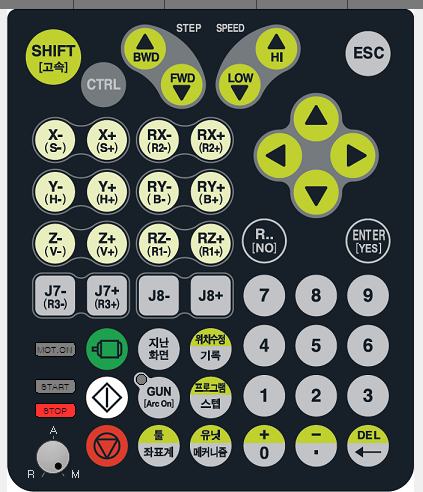 STEP SPEED
SHIFT
[고속]
CTRL
BWD
FWD
LOW
HI
ESC
X-
(S-)
X+
(S+)
RX-
(R2-)
RX+
(R2+)
Y-
(H-)
Y+
(H+)
RY-
(B-)
RY+
(B+)
Z-
(V-)
Z+
(V+)
RZ-
(R1-)
RZ+
(R1+)
R..
[NO]
ENTER
[YES]
J7-
(R3-)
J7+
(R3+)
J8-
J8+
7 8 9
MOT.ON
지난
화면
위치수정
기록
4 5 6
START
STOP
GUN
[Arc On]
프로그램
스텝
1 2 3
A
R M
툴
좌표계
유닛
메커니즘
+
0
-
.
DEL
←